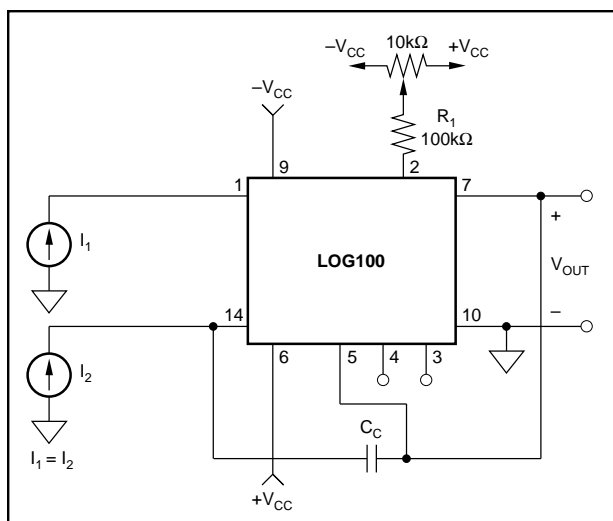 10kΩ
–V_CC +V_CC
R_1
100kΩ
–V_CC
9 2
1 7
I_1
LOG100
+
V_OUT
–
14 10
I_2
6 5 4 3
C_C
I_1 = I_2
+V_CC